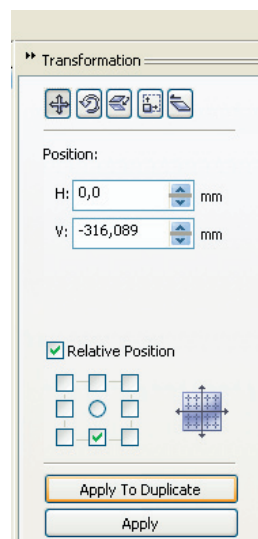 Transformation
Position:
H: 0,0 mm
V: -316,089 mm
Relative Position
Apply To Duplicate
Apply